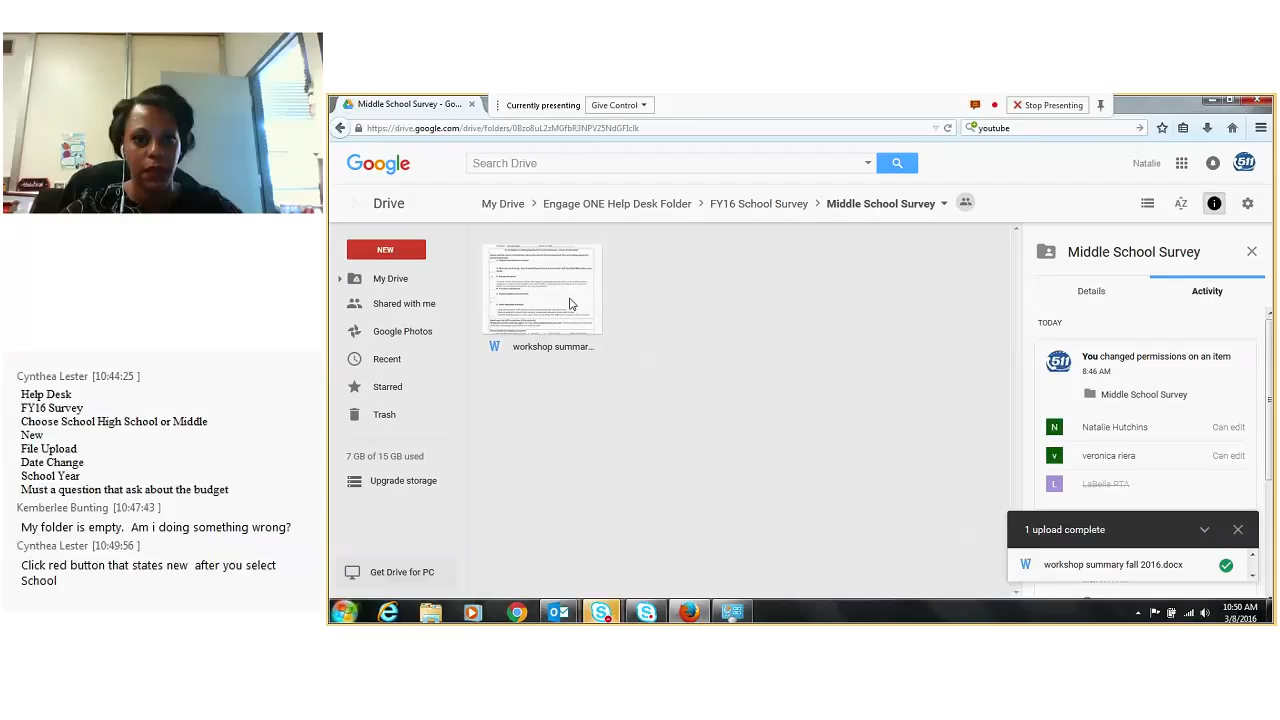 Middle School Survey - Go...
Currently presenting
Give Control
Stop Presenting
https://drive.google.com/drive/folders/0Bzo8uL2zMGfbR3NPV25NdGFIclk
youtube
Google
Search Drive
Natalie
511
Drive
My Drive
Engage ONE Help Desk Folder
FY16 School Survey
Middle School Survey
NEW
My Drive
Shared with me
Google Photos
Recent
Starred
Trash
7 GB of 15 GB used
Upgrade storage
Get Drive for PC
W workshop summar...
Middle School Survey
Details
Activity
TODAY
511
You changed permissions on an item
8:46 AM
Middle School Survey
N Natalie Hutchins Can edit
v veronica riera Can edit
L LaBelle PTA
1 upload complete
W workshop summary fall 2016.docx
10:50 AM
3/8/2016
Cynthea Lester [10:44:25 ]
Help Desk
FY16 Survey
Choose School High School or Middle
New
File Upload
Date Change
School Year
Must a question that ask about the budget
Kemberlee Bunting [10:47:43 ]
My folder is empty. Am i doing something wrong?
Cynthea Lester [10:49:56 ]
Click red button that states new after you select
School